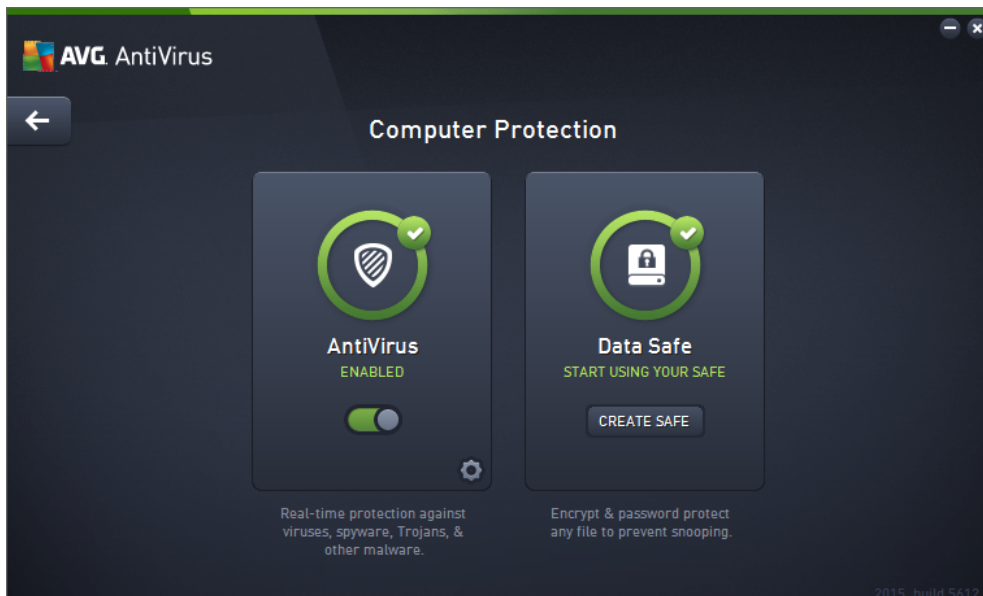 AVG. AntiVirus
Computer Protection
AntiVirus
ENABLED
Real-time protection against
viruses, spyware, Trojans, &
other malware.
Data Safe
START USING YOUR SAFE
CREATE SAFE
Encrypt & password protect
any file to prevent snooping.
2015, build 5612